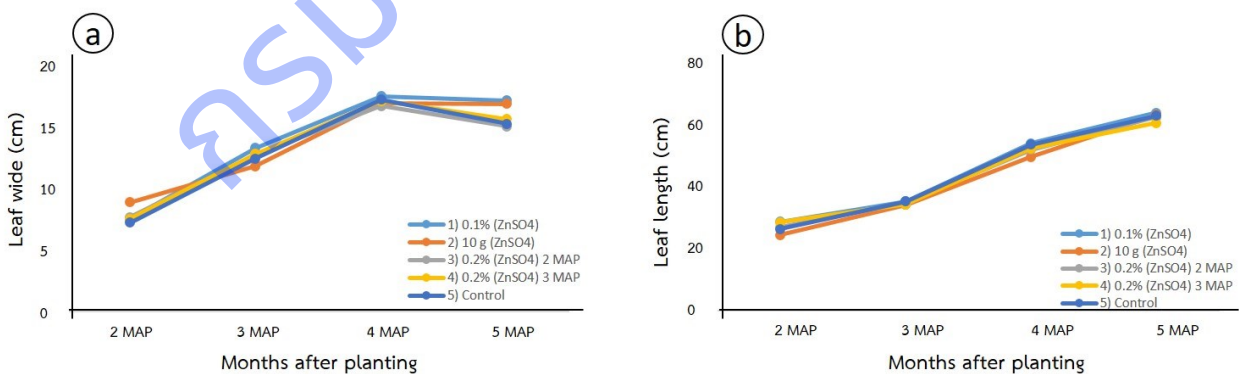 a
20
15
10
5
0
Leaf wide (cm)
1) 0.1% (ZnSO4)
2) 10 g (ZnSO4)
3) 0.2% (ZnSO4) 2 MAP
4) 0.2% (ZnSO4) 3 MAP
5) Control
2 MAP 3 MAP 4 MAP 5 MAP
Months after planting
b
80
60
40
20
0
Leaf length (cm)
1) 0.1% (ZnSO4)
2) 10 g (ZnSO4)
3) 0.2% (ZnSO4) 2 MAP
4) 0.2% (ZnSO4) 3 MAP
5) Control
2 MAP 3 MAP 4 MAP 5 MAP
Months after planting